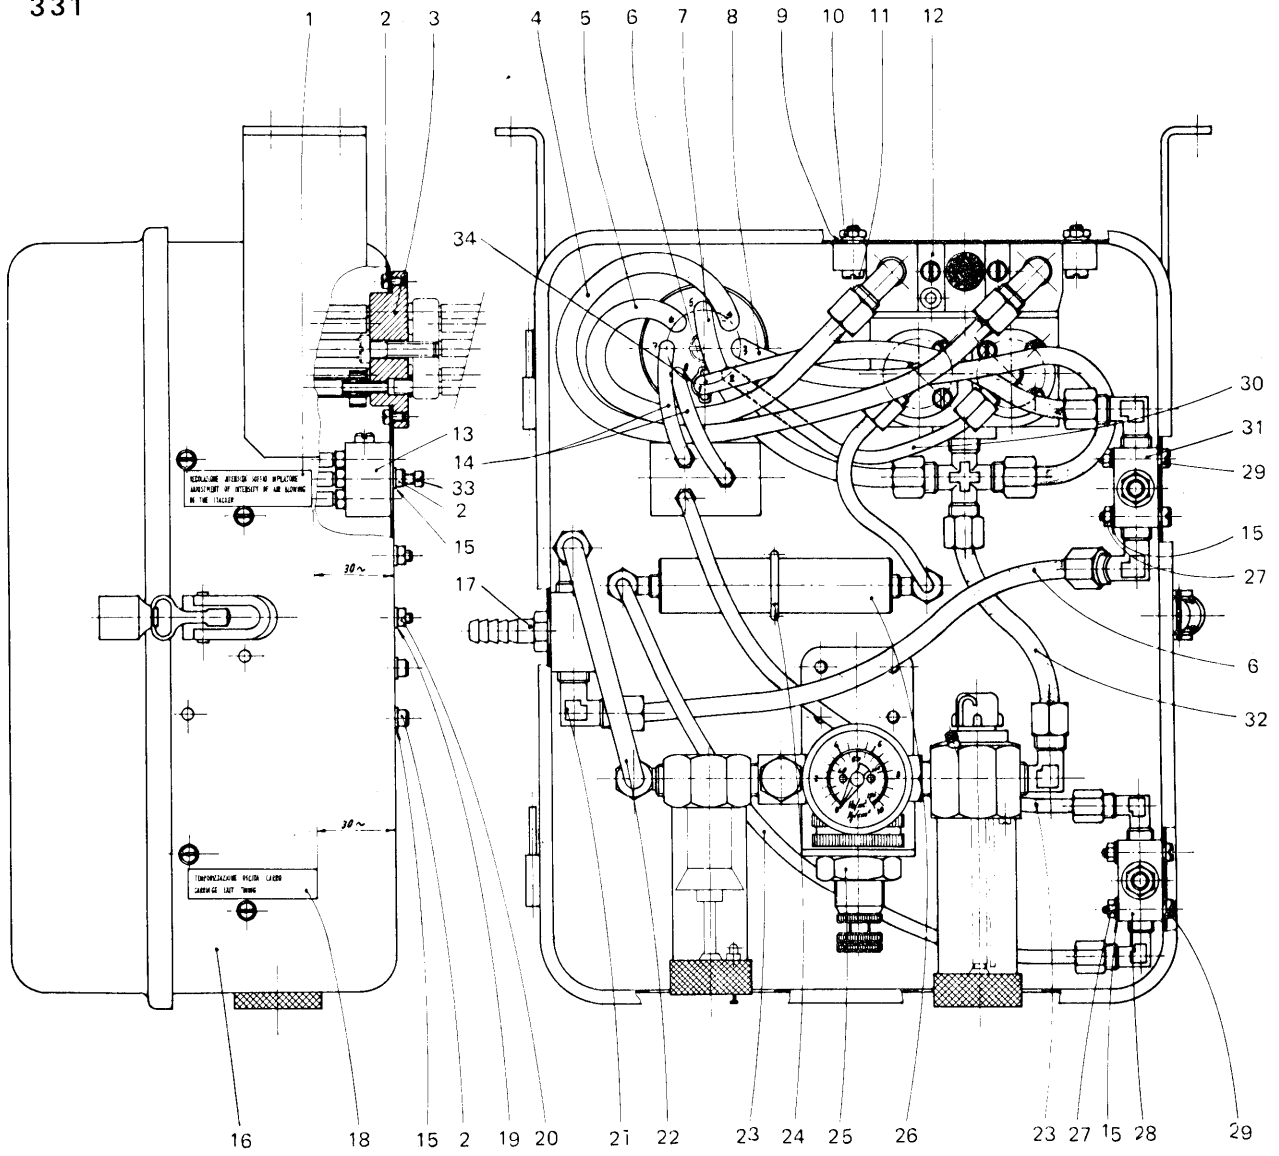 331
1 2 3 4 5 6 7 8 9 10 11 12
34
13
14
33
2
15
30~
17
30
31
29
15
27
6
32
REGOLAZIONE INTENSITA' SOFFIO IMPILATORE
ADJUSTMENT OF INTENSITY OF AIR BLOWING
IN THE STACKER
30~
TEMPORIZZAZIONE USCITA CARRO
CARRIAGE EXIT TIMING
16 18 15 2 19 20 21 22 23 24 25 26 23 27 15 28 29